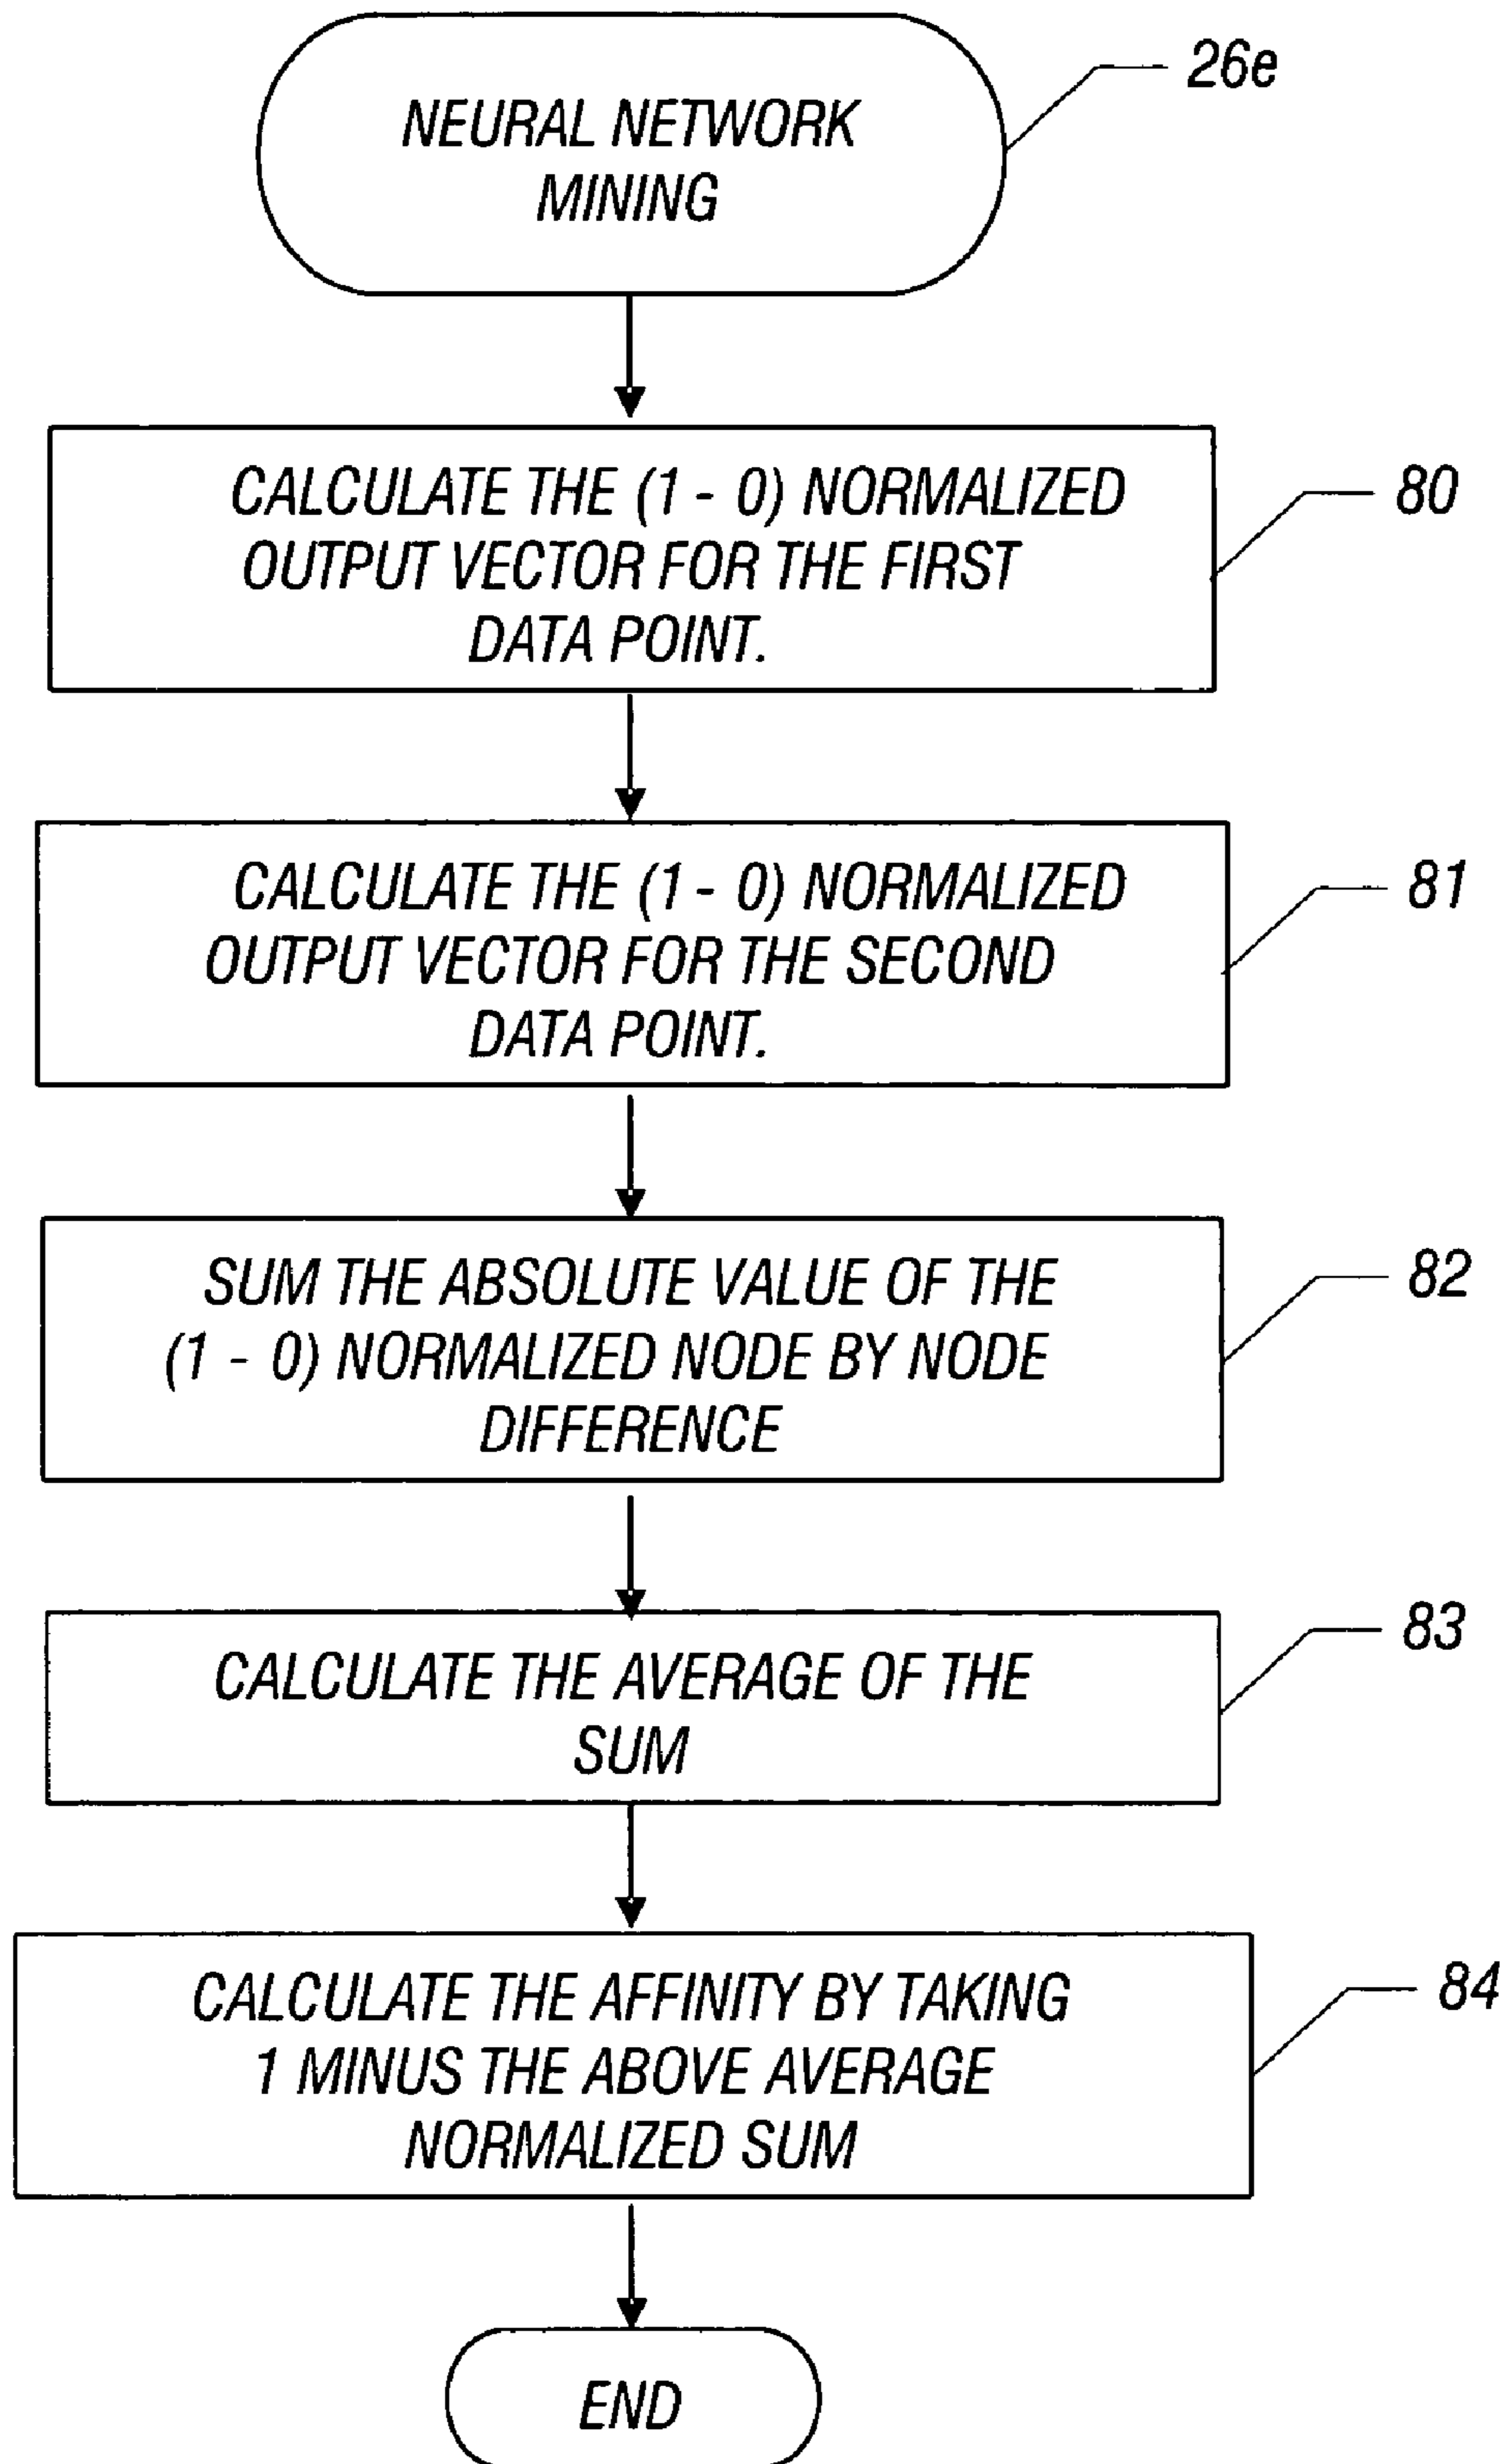 26e
NEURAL NETWORK
MINING
CALCULATE THE (1 - 0) NORMALIZED
OUTPUT VECTOR FOR THE FIRST
DATA POINT.
80
CALCULATE THE (1 - 0) NORMALIZED
OUTPUT VECTOR FOR THE SECOND
DATA POINT.
81
SUM THE ABSOLUTE VALUE OF THE
(1 - 0) NORMALIZED NODE BY NODE
DIFFERENCE
82
CALCULATE THE AVERAGE OF THE
SUM
83
CALCULATE THE AFFINITY BY TAKING
1 MINUS THE ABOVE AVERAGE
NORMALIZED SUM
84
END